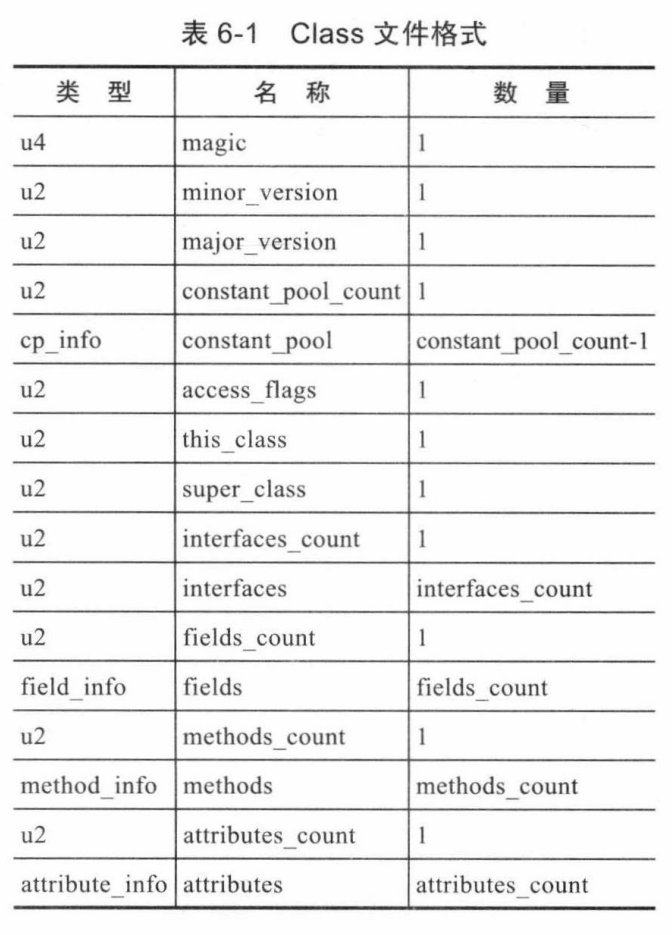 表 6-1 Class 文件格式
类 型 名 称 数 量
u4 magic 1
u2 minor_version 1
u2 major_version 1
u2 constant_pool_count 1
cp_info constant_pool constant_pool_count-1
u2 access_flags 1
u2 this_class 1
u2 super_class 1
u2 interfaces_count 1
u2 interfaces interfaces_count
u2 fields_count 1
field_info fields fields_count
u2 methods_count 1
method_info methods methods_count
u2 attributes_count 1
attribute_info attributes attributes_count